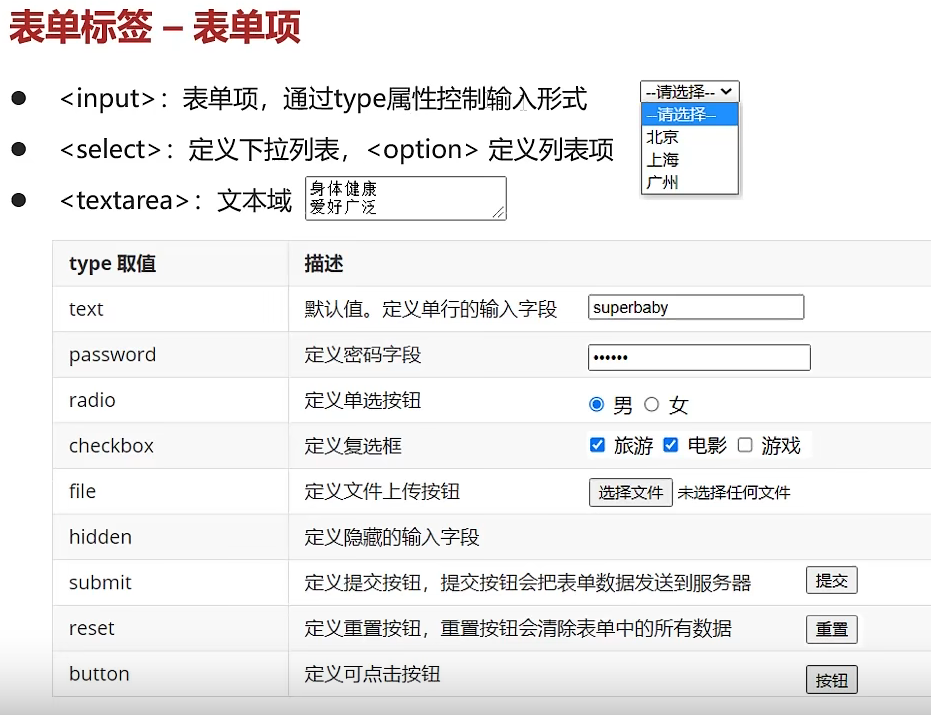 表单标签 – 表单项
● <input>：表单项，通过type属性控制输入形式
--请选择--
--请选择--
北京
上海
广州
● <select>：定义下拉列表，<option> 定义列表项
● <textarea>：文本域
身体健康
爱好广泛
type 取值 描述
text 默认值。定义单行的输入字段 superbaby
password 定义密码字段 ••••••
radio 定义单选按钮 男 女
checkbox 定义复选框 旅游 电影 游戏
file 定义文件上传按钮 选择文件 未选择任何文件
hidden 定义隐藏的输入字段
submit 定义提交按钮，提交按钮会把表单数据发送到服务器 提交
reset 定义重置按钮，重置按钮会清除表单中的所有数据 重置
button 定义可点击按钮 按钮